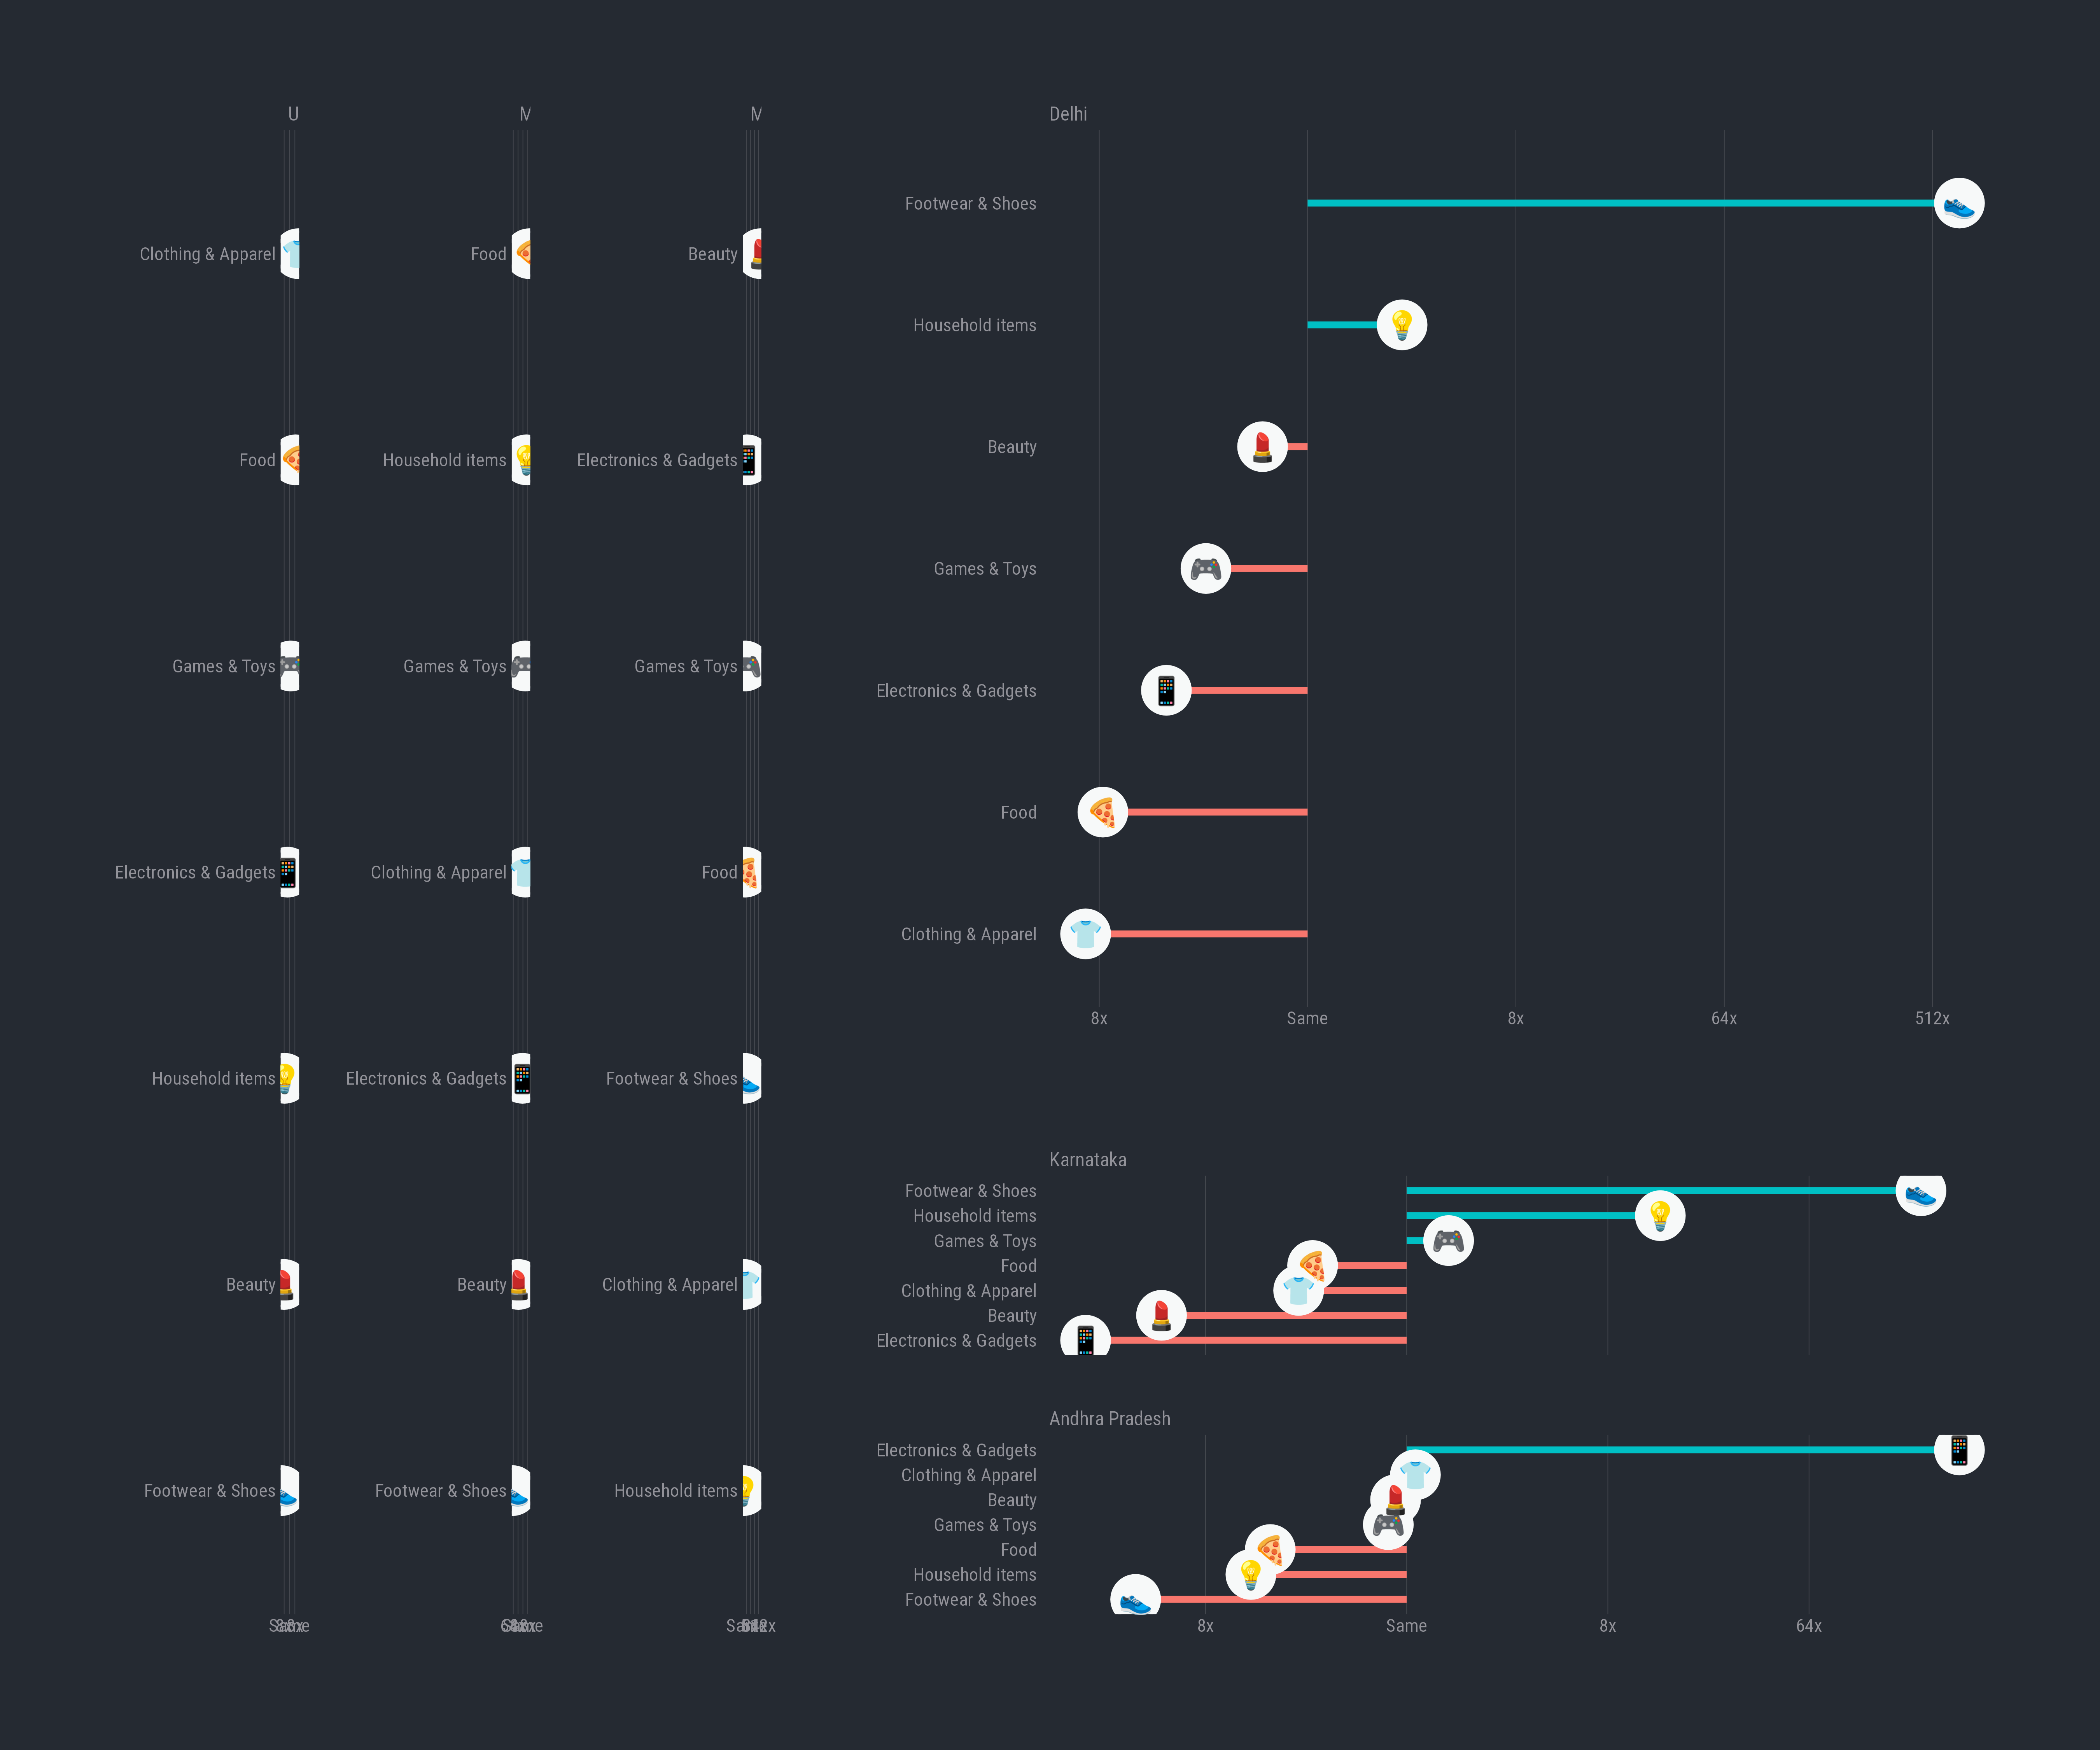 U
Clothing & Apparel
Food
Games & Toys
Electronics & Gadgets
Household items
Beauty
Footwear & Shoes
M
Food
Household items
Games & Toys
Clothing & Apparel
Electronics & Gadgets
Beauty
Footwear & Shoes
M
Beauty
Electronics & Gadgets
Games & Toys
Food
Footwear & Shoes
Clothing & Apparel
Household items
Delhi
Footwear & Shoes
Household items
Beauty
Games & Toys
Electronics & Gadgets
Food
Clothing & Apparel
8x Same 8x 64x 512x
Karnataka
Footwear & Shoes
Household items
Games & Toys
Food
Clothing & Apparel
Beauty
Electronics & Gadgets
Andhra Pradesh
Electronics & Gadgets
Clothing & Apparel
Beauty
Games & Toys
Food
Household items
Footwear & Shoes
8x Same 8x 64x